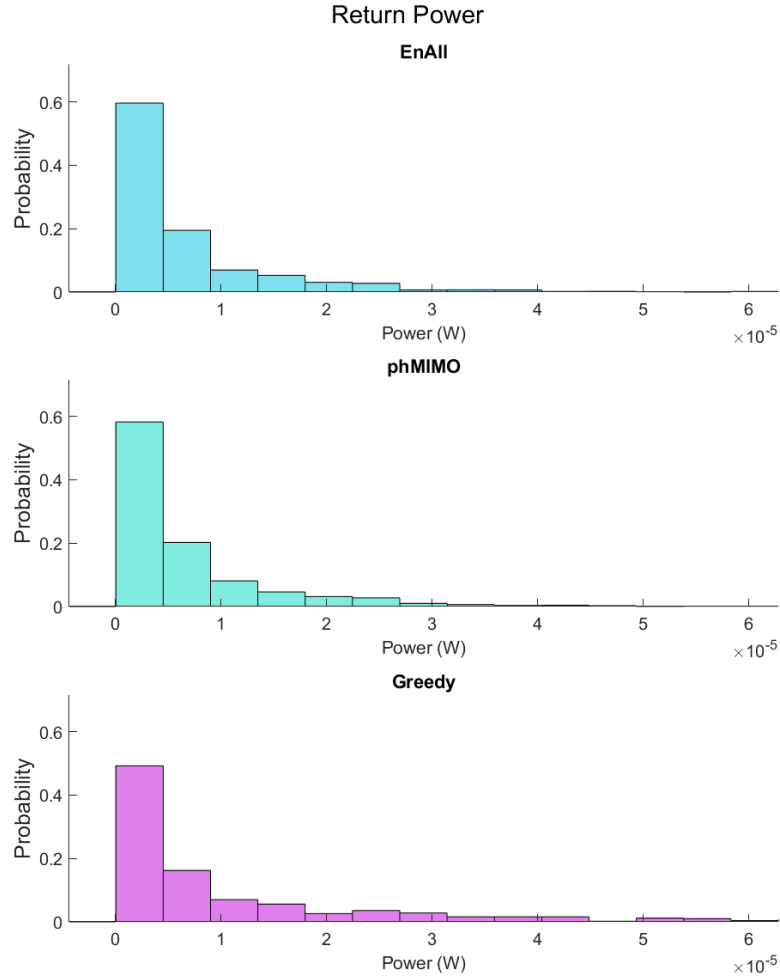 Return Power
EnAll
Probability
0.6
0.4
0.2
0
0 1 2 3 4 5 6
Power (W)
×10^-5
phMIMO
Probability
0.6
0.4
0.2
0
0 1 2 3 4 5 6
Power (W)
×10^-5
Greedy
Probability
0.6
0.4
0.2
0
0 1 2 3 4 5 6
Power (W)
×10^-5